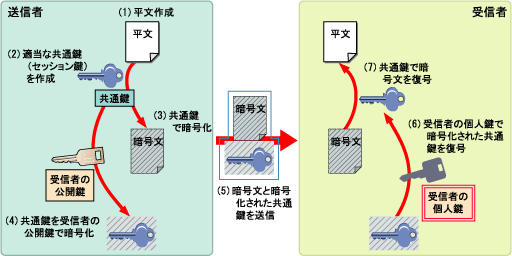 送信者
(1) 平文作成
平文
(2) 適当な共通鍵
(セッション鍵)
を作成
共通鍵
(3) 共通鍵
で暗号化
暗号文
受信者の
公開鍵
(4) 共通鍵を受信者の
公開鍵で暗号化
暗号文
(5) 暗号文と暗号
化された共通
鍵を送信
受信者
平文
(7) 共通鍵で暗
号文を復号
暗号文
(6) 受信者の個人鍵で
暗号化された共通
鍵を復号
受信者の
個人鍵